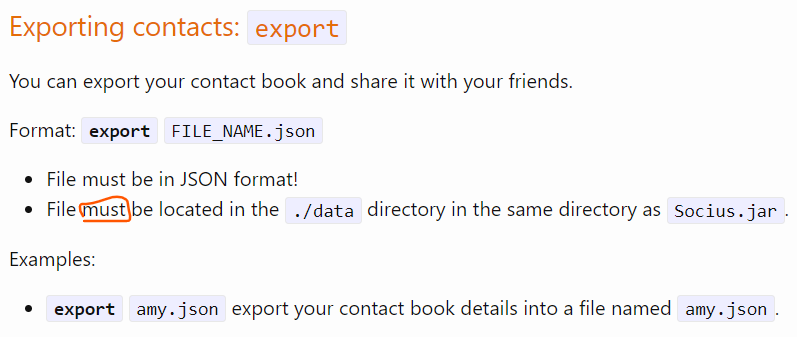 Exporting contacts: export
You can export your contact book and share it with your friends.
Format: export FILE_NAME.json
• File must be in JSON format!
• File must be located in the ./data directory in the same directory as Socius.jar.
Examples:
• export amy.json export your contact book details into a file named amy.json.